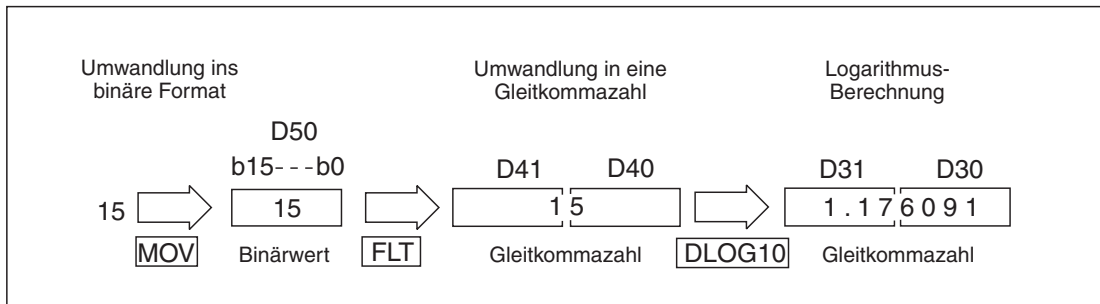 Umwandlung ins
binäre Format
Umwandlung in eine
Gleitkommazahl
Logarithmus-
Berechnung
D50
b15---b0
D41 D40
D31 D30
15
15
15
1.176091
MOV
Binärwert
FLT
Gleitkommazahl
DLOG10
Gleitkommazahl